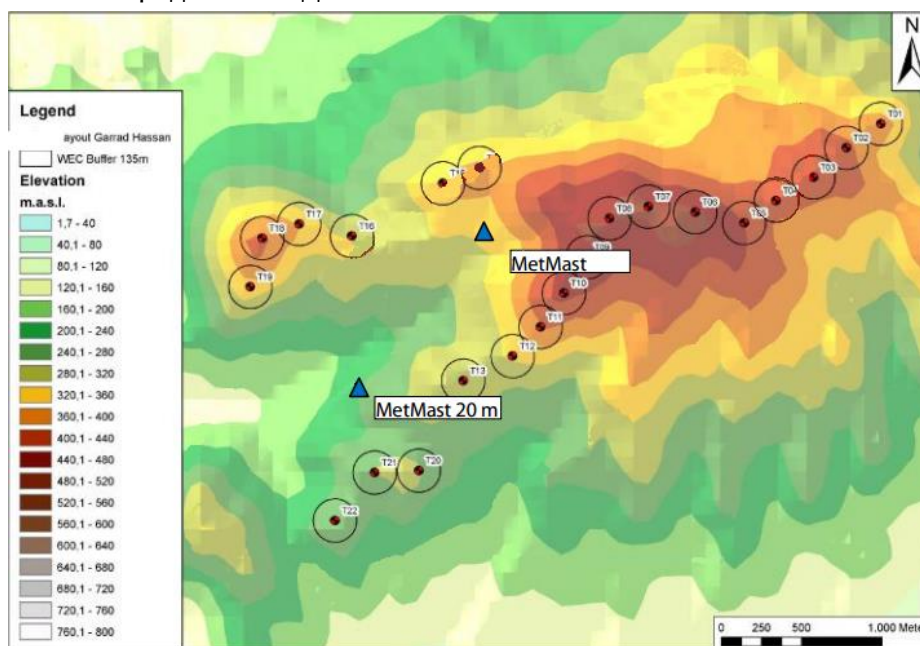 N
T01
T02
T03
T04
T05
T06
T07
T08
T09
T10
T11
T12
T13
T16
T17
T18
T19
T20
T21
T22
MetMast
MetMast 20 m
Legend
ayout Garrad Hassan
WEC Buffer 135m
Elevation
m.a.s.l.
1,7 - 40
40,1 - 80
80,1 - 120
120,1 - 160
160,1 - 200
200,1 - 240
240,1 - 280
280,1 - 320
320,1 - 360
360,1 - 400
400,1 - 440
440,1 - 480
480,1 - 520
520,1 - 560
560,1 - 600
600,1 - 640
640,1 - 680
680,1 - 720
720,1 - 760
760,1 - 800
0 250 500 1.000 Mete